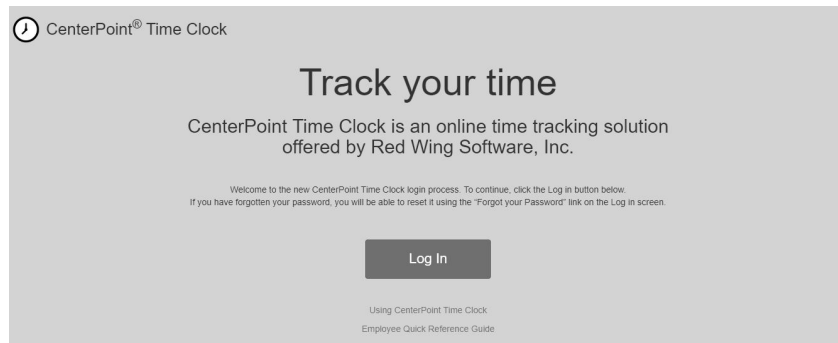 CenterPoint® Time Clock
Track your time
CenterPoint Time Clock is an online time tracking solution
offered by Red Wing Software, Inc.
Welcome to the new CenterPoint Time Clock login process. To continue, click the Log in button below.
If you have forgotten your password, you will be able to reset it using the "Forgot your Password" link on the Log in screen.
Log In
Using CenterPoint Time Clock
Employee Quick Reference Guide